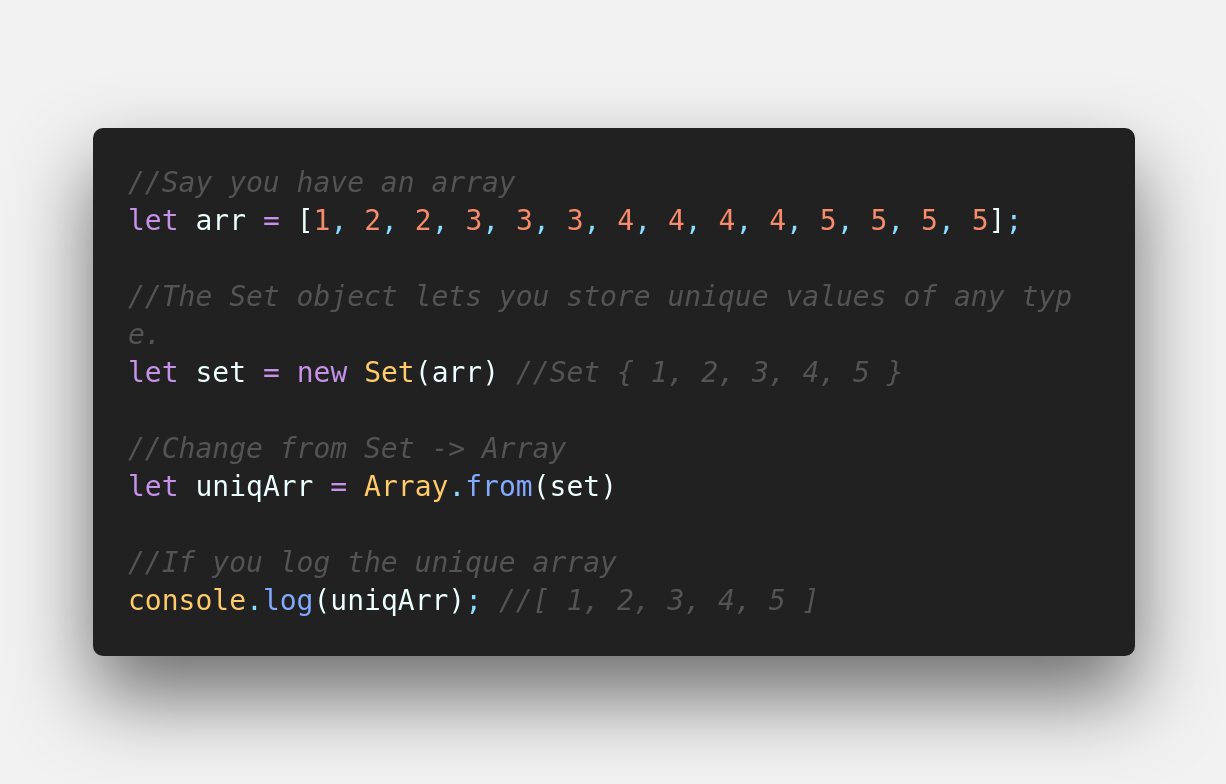 //Say you have an array
let arr = [1, 2, 2, 3, 3, 3, 4, 4, 4, 4, 5, 5, 5, 5];
//The Set object lets you store unique values of any typ
e.
let set = new Set(arr) //Set { 1, 2, 3, 4, 5 }
//Change from Set -> Array
let uniqArr = Array.from(set)
//If you log the unique array
console.log(uniqArr); //[ 1, 2, 3, 4, 5 ]